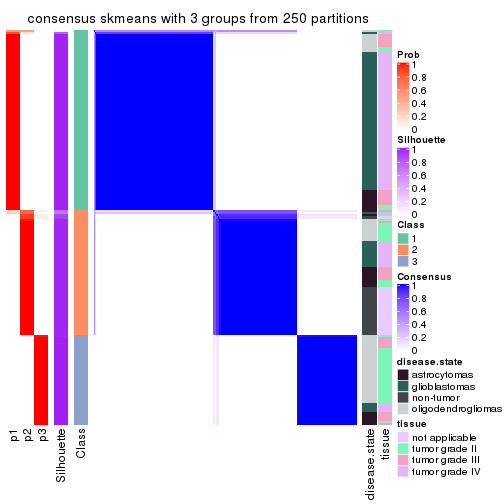 consensus skmeans with 3 groups from 250 partitions
p1
p2
p3
Silhouette
Class
disease.state
tissue
Prob
1
0.8
0.6
0.4
0.2
0
Silhouette
1
0.8
0.6
0.4
0.2
0
Class
1
2
3
Consensus
1
0.8
0.6
0.4
0.2
0
disease.state
astrocytomas
glioblastomas
non-tumor
oligodendrogliomas
tissue
not applicable
tumor grade II
tumor grade III
tumor grade IV